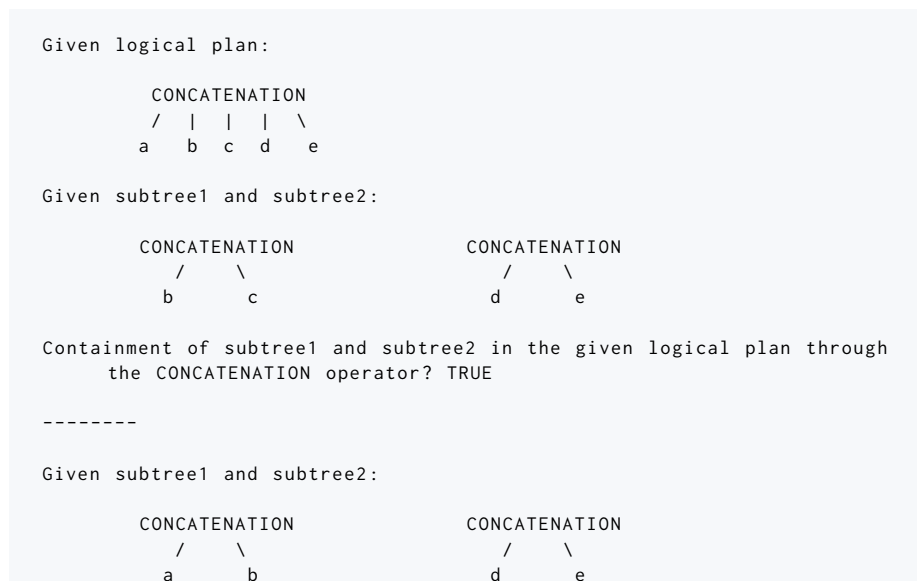 Given logical plan:
CONCATENATION
/ | | | \
a b c d e
Given subtree1 and subtree2:
CONCATENATION CONCATENATION
/ \ / \
b c d e
Containment of subtree1 and subtree2 in the given logical plan through
the CONCATENATION operator? TRUE
--------
Given subtree1 and subtree2:
CONCATENATION CONCATENATION
/ \ / \
a b d e